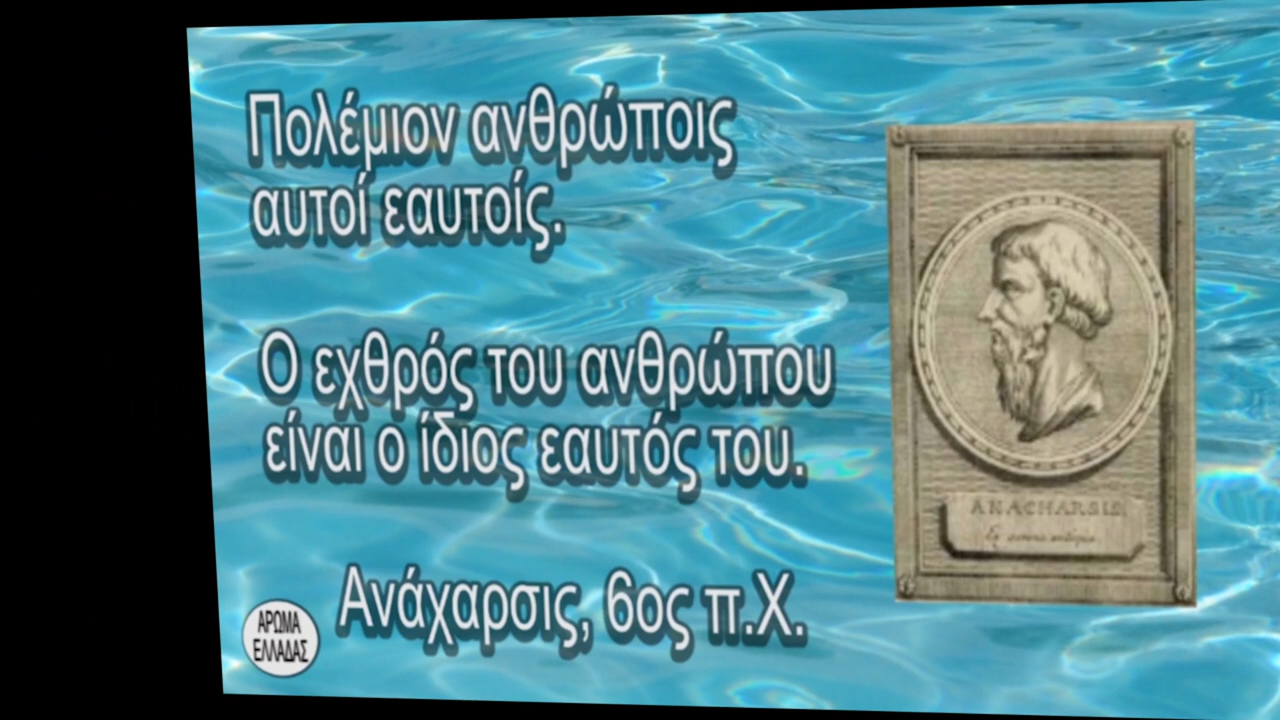 Πολέμιον ανθρώποις
αυτοί εαυτοίς.
Ο εχθρός του ανθρώπου
είναι ο ίδιος εαυτός του.
Ανάχαρσις, 6ος π.Χ.
ΑΡΩΜΑ
ΕΛΛΑΔΑΣ
ANACHARSIS